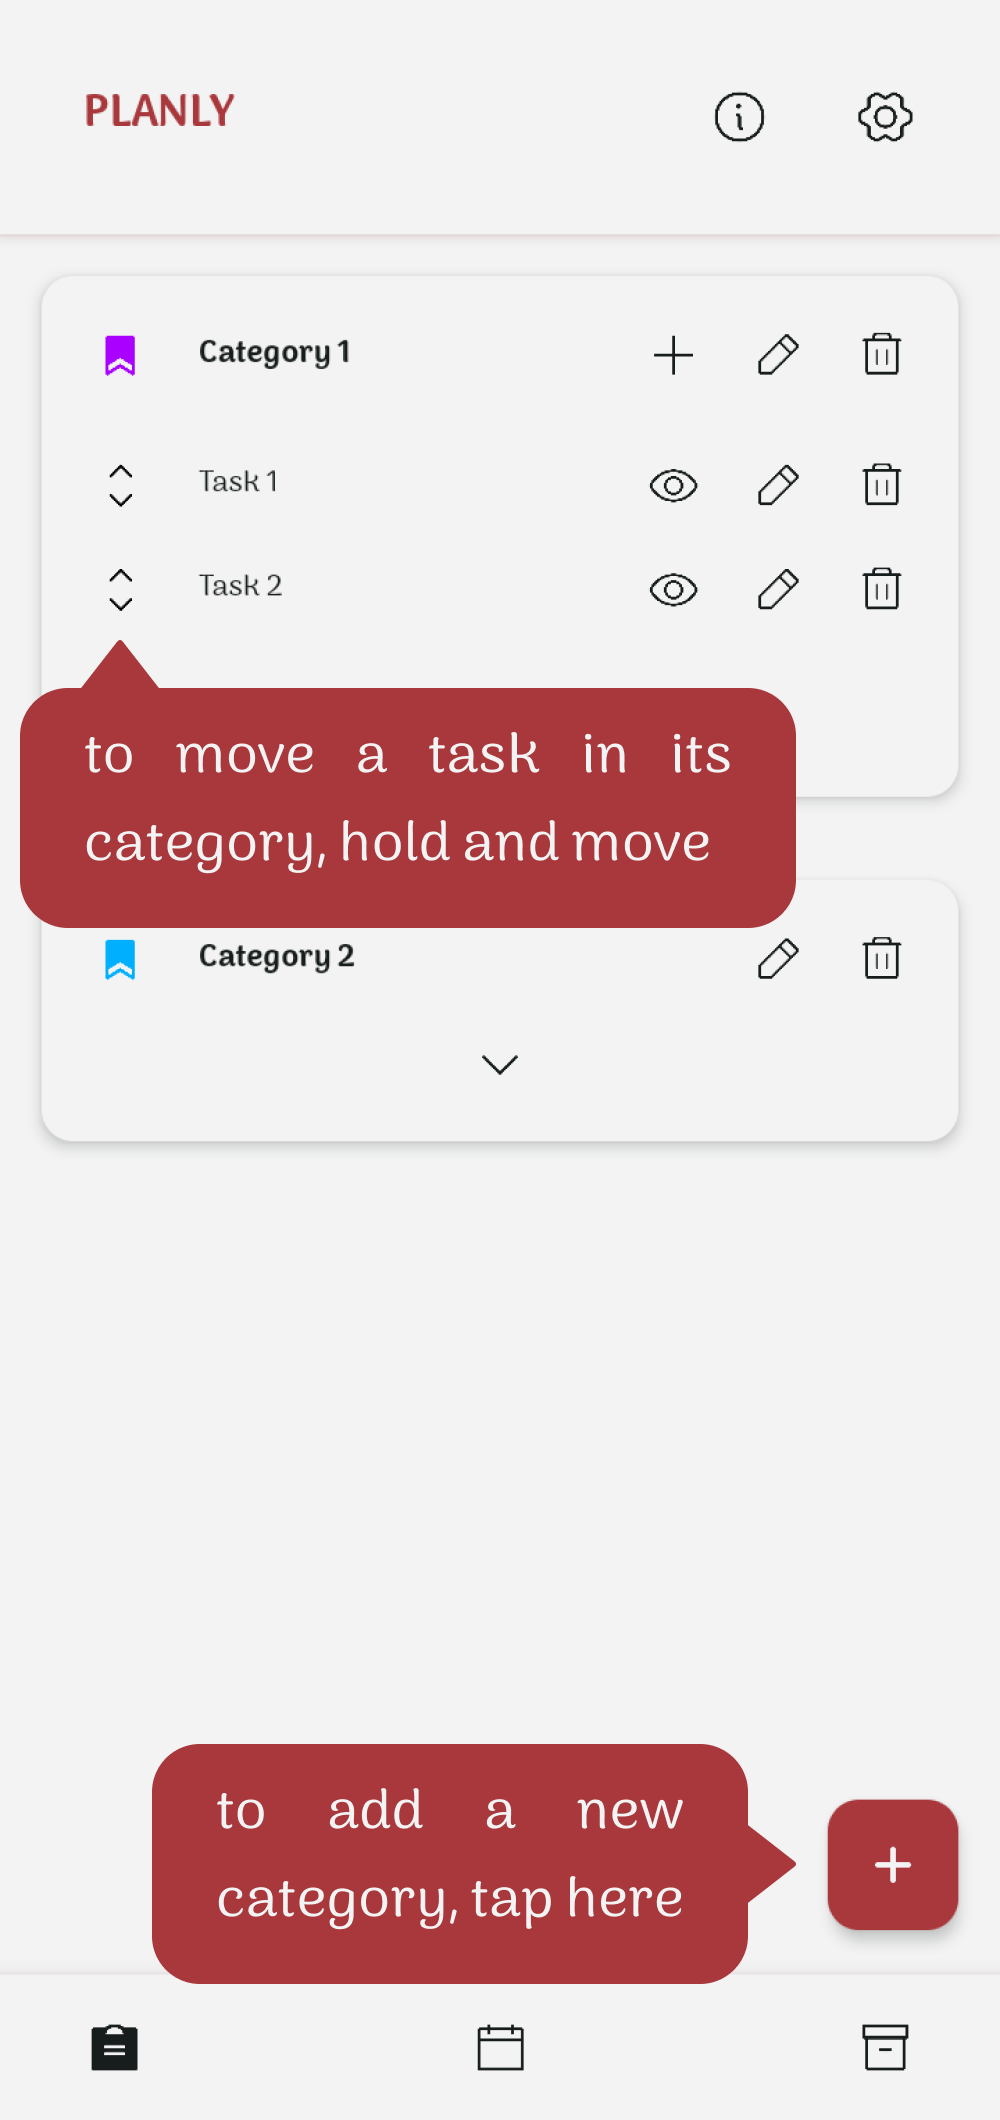 PLANLY
Category 1
Task 1
Task 2
to move a task in its
category, hold and move
Category 2
to add a new
category, tap here